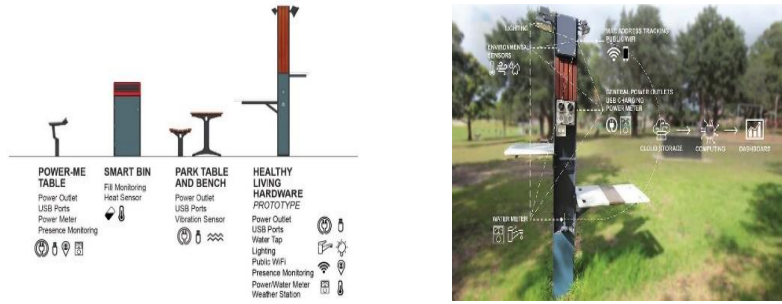 POWER-ME
TABLE
Power Outlet
USB Ports
Power Meter
Presence Monitoring
SMART BIN
Fill Monitoring
Heat Sensor
PARK TABLE
AND BENCH
Power Outlet
USB Ports
Vibration Sensor
HEALTHY
LIVING
HARDWARE
PROTOTYPE
Power Outlet
USB Ports
Water Tap
Lighting
Public WiFi
Presence Monitoring
Power/Water Meter
Weather Station
LIGHTING
ENVIRONMENTAL
SENSORS
MAC ADDRESS TRACKING
PUBLIC WIFI
GENERAL POWER OUTLETS
USB CHARGING
POWER METER
CLOUD STORAGE
COMPUTING
DASHBOARD
WATER METER